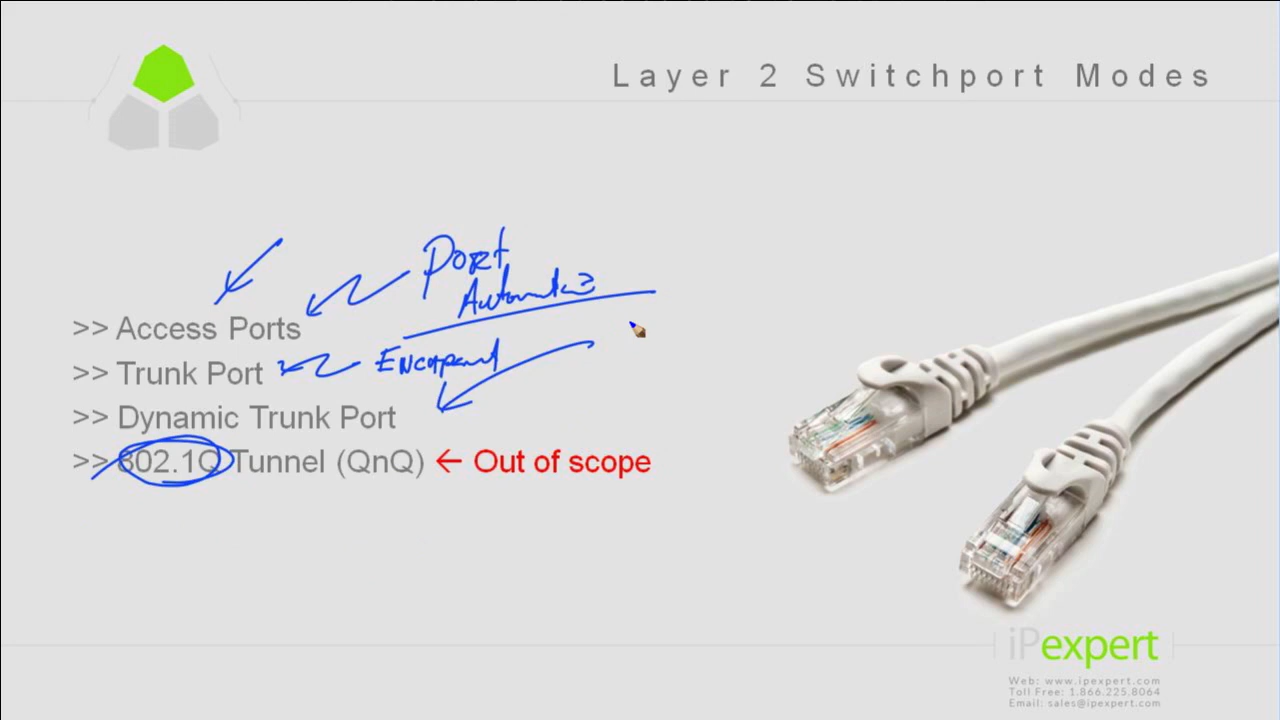 Layer 2 Switchport Modes
Port
>> Access Ports
>> Trunk Port
>> Dynamic Trunk Port
>> 802.1Q Tunnel (QnQ) ← Out of scope
iPexpert
Web: www.ipexpert.com
Toll Free: 1.866.225.8064
Email: sales@ipexpert.com